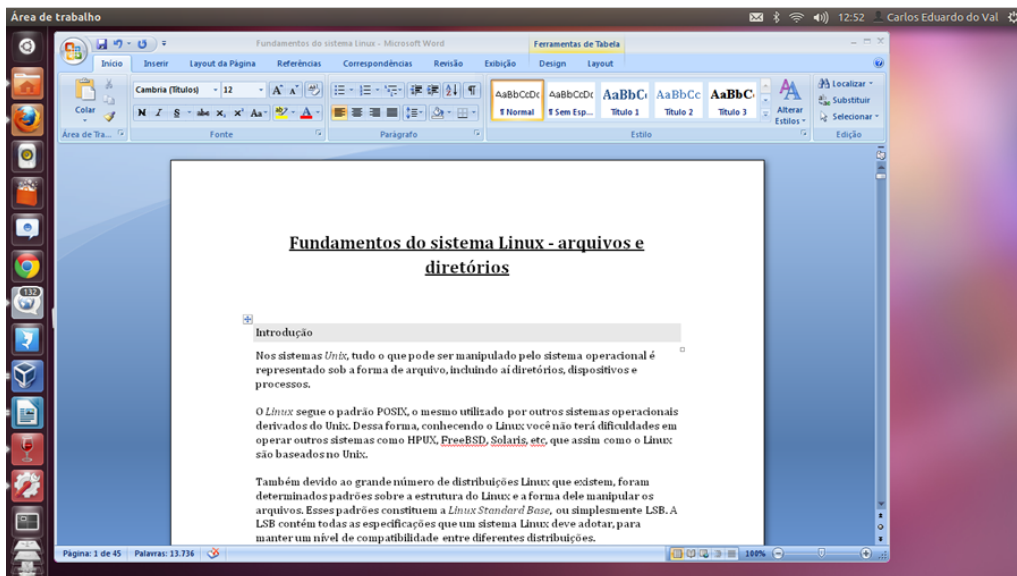 Área de trabalho
12:52 Carlos Eduardo do Val
Fundamentos do sistema Linux - Microsoft Word
Ferramentas de Tabela
Início Inserir Layout da Página Referências Correspondências Revisão Exibição Design Layout
Colar
Cambria (Títulos) 12
Localizar
Substituir
Selecionar
N I S abc x₂ x² Aa
AaBbCcDc AaBbCcDc AaBbC AaBbCc AaBbC
¶ Normal ¶ Sem Esp... Título 1 Título 2 Título 3
Alterar
Estilos
Área de Tra... Fonte Parágrafo Estilo Edição
Fundamentos do sistema Linux - arquivos e
diretórios
Introdução
Nos sistemas Unix, tudo o que pode ser manipulado pelo sistema operacional é
representado sob a forma de arquivo, incluindo aí diretórios, dispositivos e
processos.
O Linux segue o padrão POSIX, o mesmo utilizado por outros sistemas operacionais
derivados do Unix. Dessa forma, conhecendo o Linux você não terá dificuldades em
operar outros sistemas como HPUX, FreeBSD, Solaris, etc, que assim como o Linux
são baseados no Unix.
Também devido ao grande número de distribuições Linux que existem, foram
determinados padrões sobre a estrutura do Linux e a forma dele manipular os
arquivos. Esses padrões constituem a Linux Standard Base, ou simplesmente LSB. A
LSB contém todas as especificações que um sistema Linux deve adotar, para
manter um nível de compatibilidade entre diferentes distribuições.
132
Página: 1 de 45 Palavras: 13.736 100%